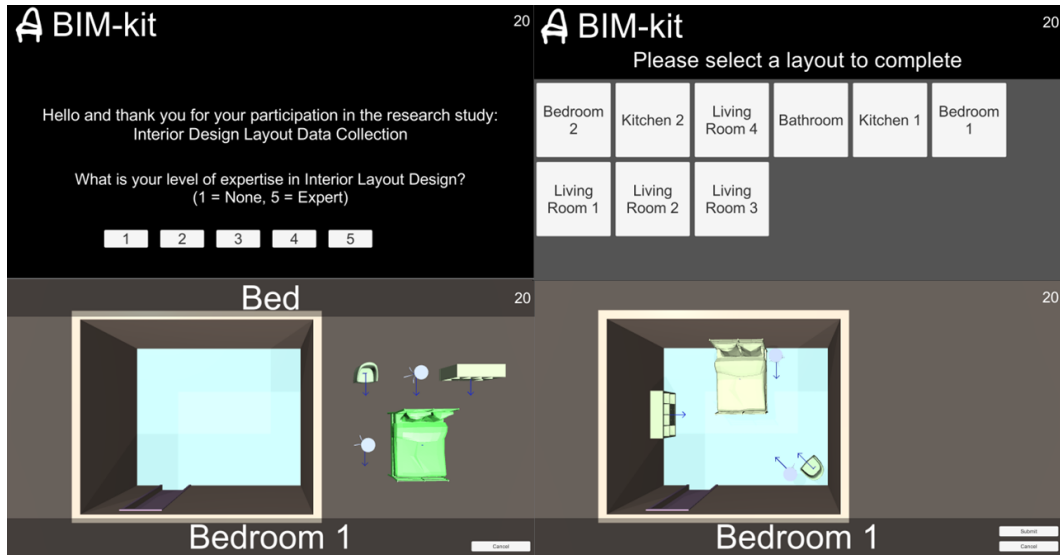 BIM-kit
20
Hello and thank you for your participation in the research study:
Interior Design Layout Data Collection
What is your level of expertise in Interior Layout Design?
(1 = None, 5 = Expert)
1 2 3 4 5
BIM-kit
20
Please select a layout to complete
Bedroom
2
Kitchen 2
Living
Room 4
Bathroom
Kitchen 1
Bedroom
1
Living
Room 1
Living
Room 2
Living
Room 3
Bed
20
Bedroom 1
Cancel
20
Bedroom 1
Submit
Cancel